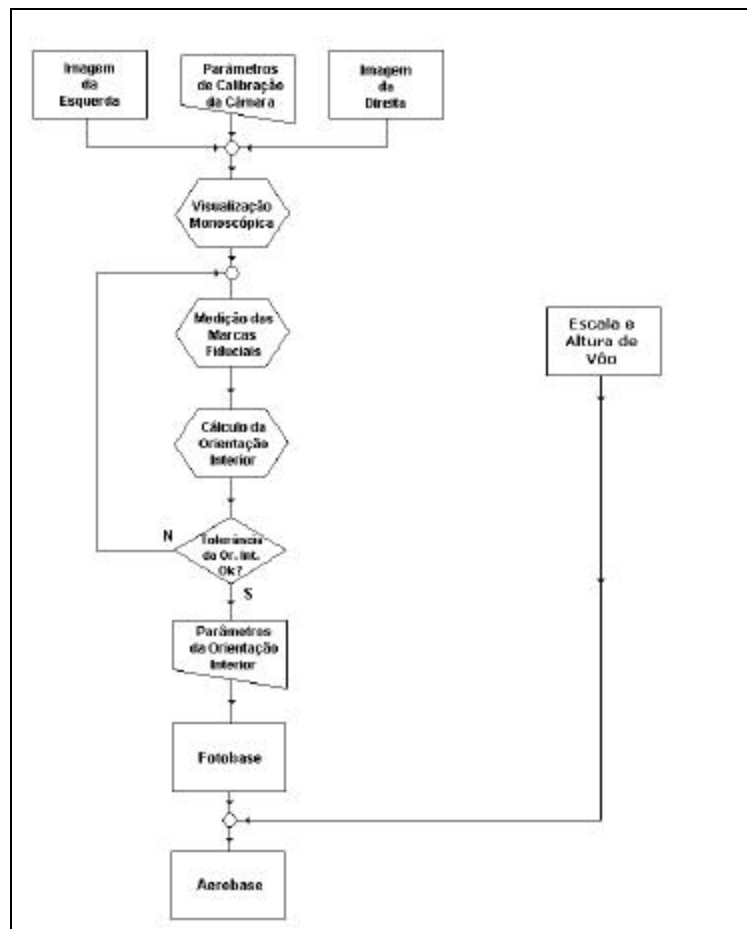 Imagem
da
Esquerda
Parâmetros
de Calibração
da Câmara
Imagem
da
Direita
Visualização
Monoscópica
Medição das
Marcas
Fiduciais
Escala e
Altura de
Vôo
Cálculo da
Orientação
Interior
N
Tolerância
da Or. Int.
Ok?
S
Parâmetros
da Orientação
Interior
Fotobase
Aerobase